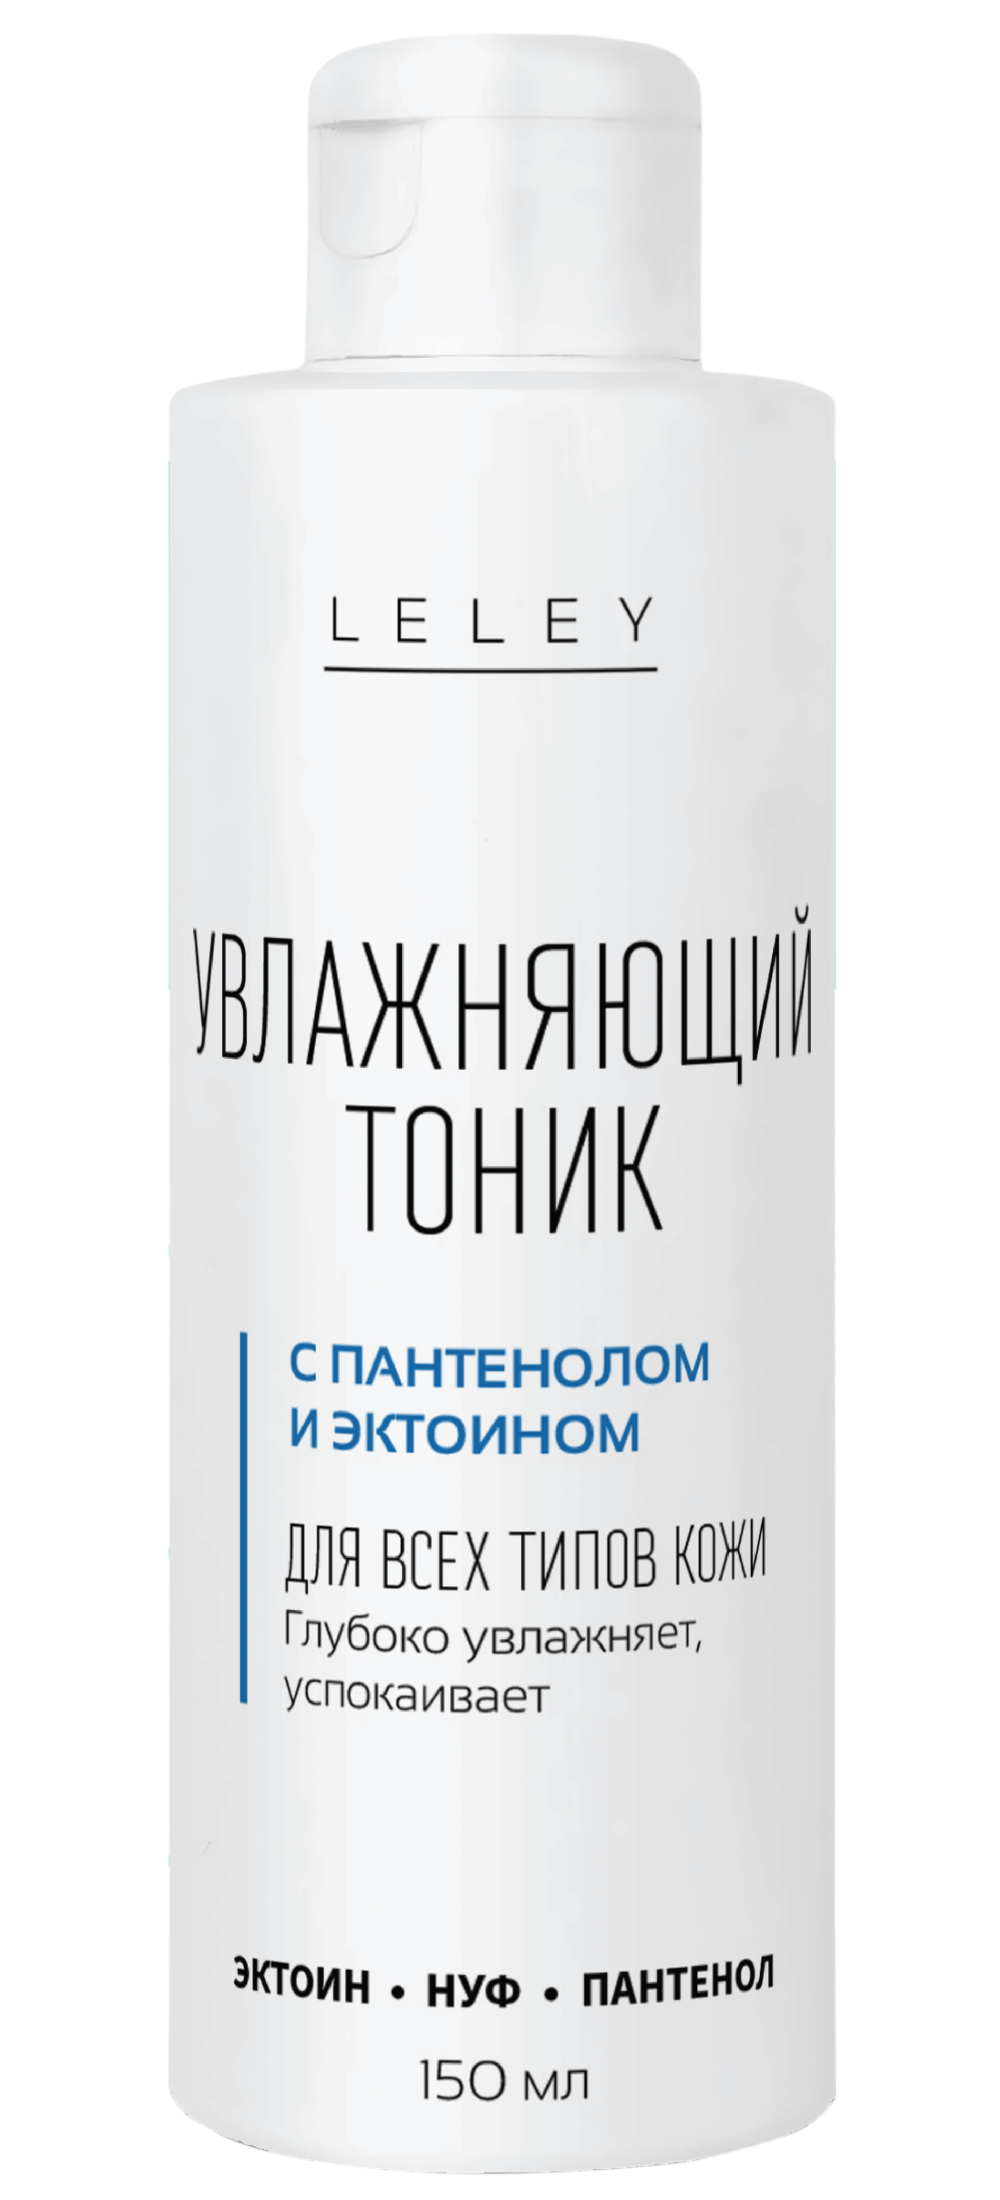 LELEY
УВЛАЖНЯЮЩИЙ
ТОНИК
С ПАНТЕНОЛОМ
И ЭКТОИНОМ
ДЛЯ ВСЕХ ТИПОВ КОЖИ
Глубоко увлажняет,
успокаивает
ЭКТОИН • НУФ • ПАНТЕНОЛ
150 мл